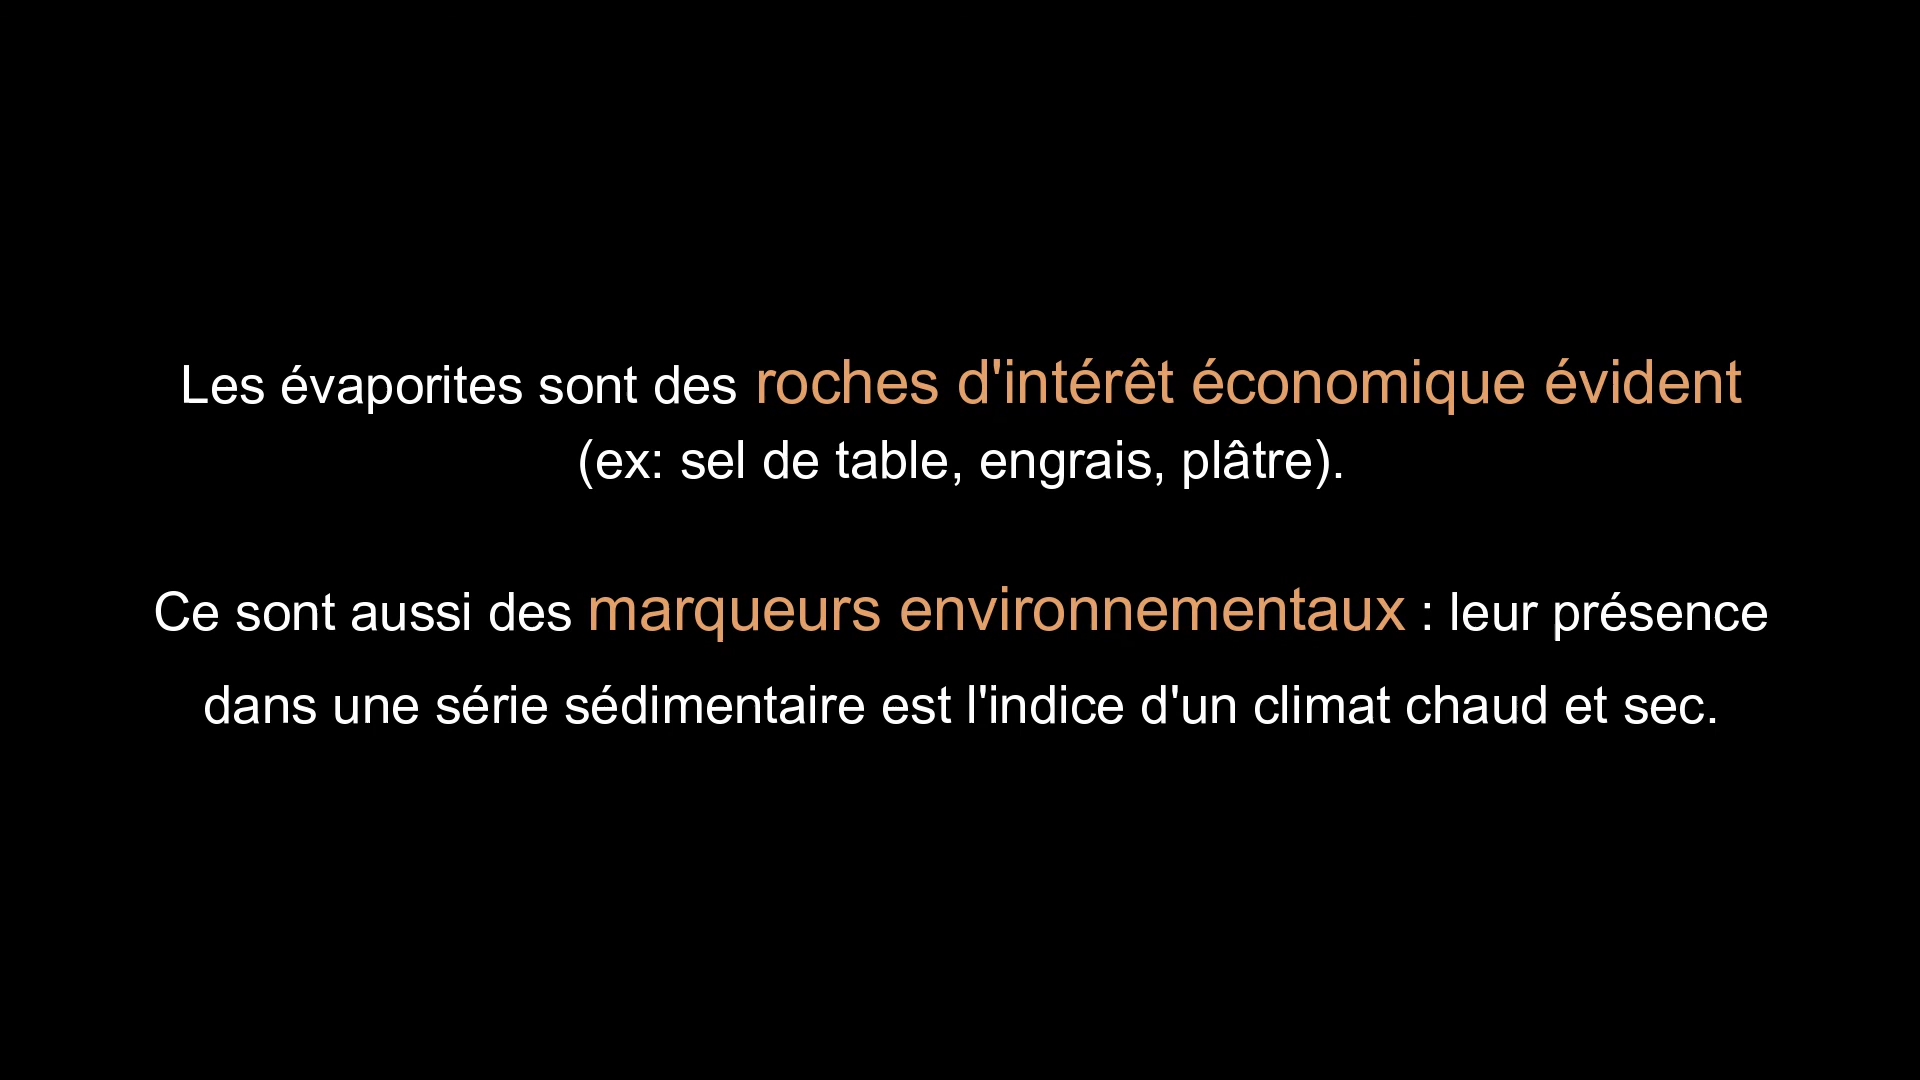 Les évaporites sont des roches d'intérêt économique évident
(ex: sel de table, engrais, plâtre).
Ce sont aussi des marqueurs environnementaux : leur présence
dans une série sédimentaire est l'indice d'un climat chaud et sec.